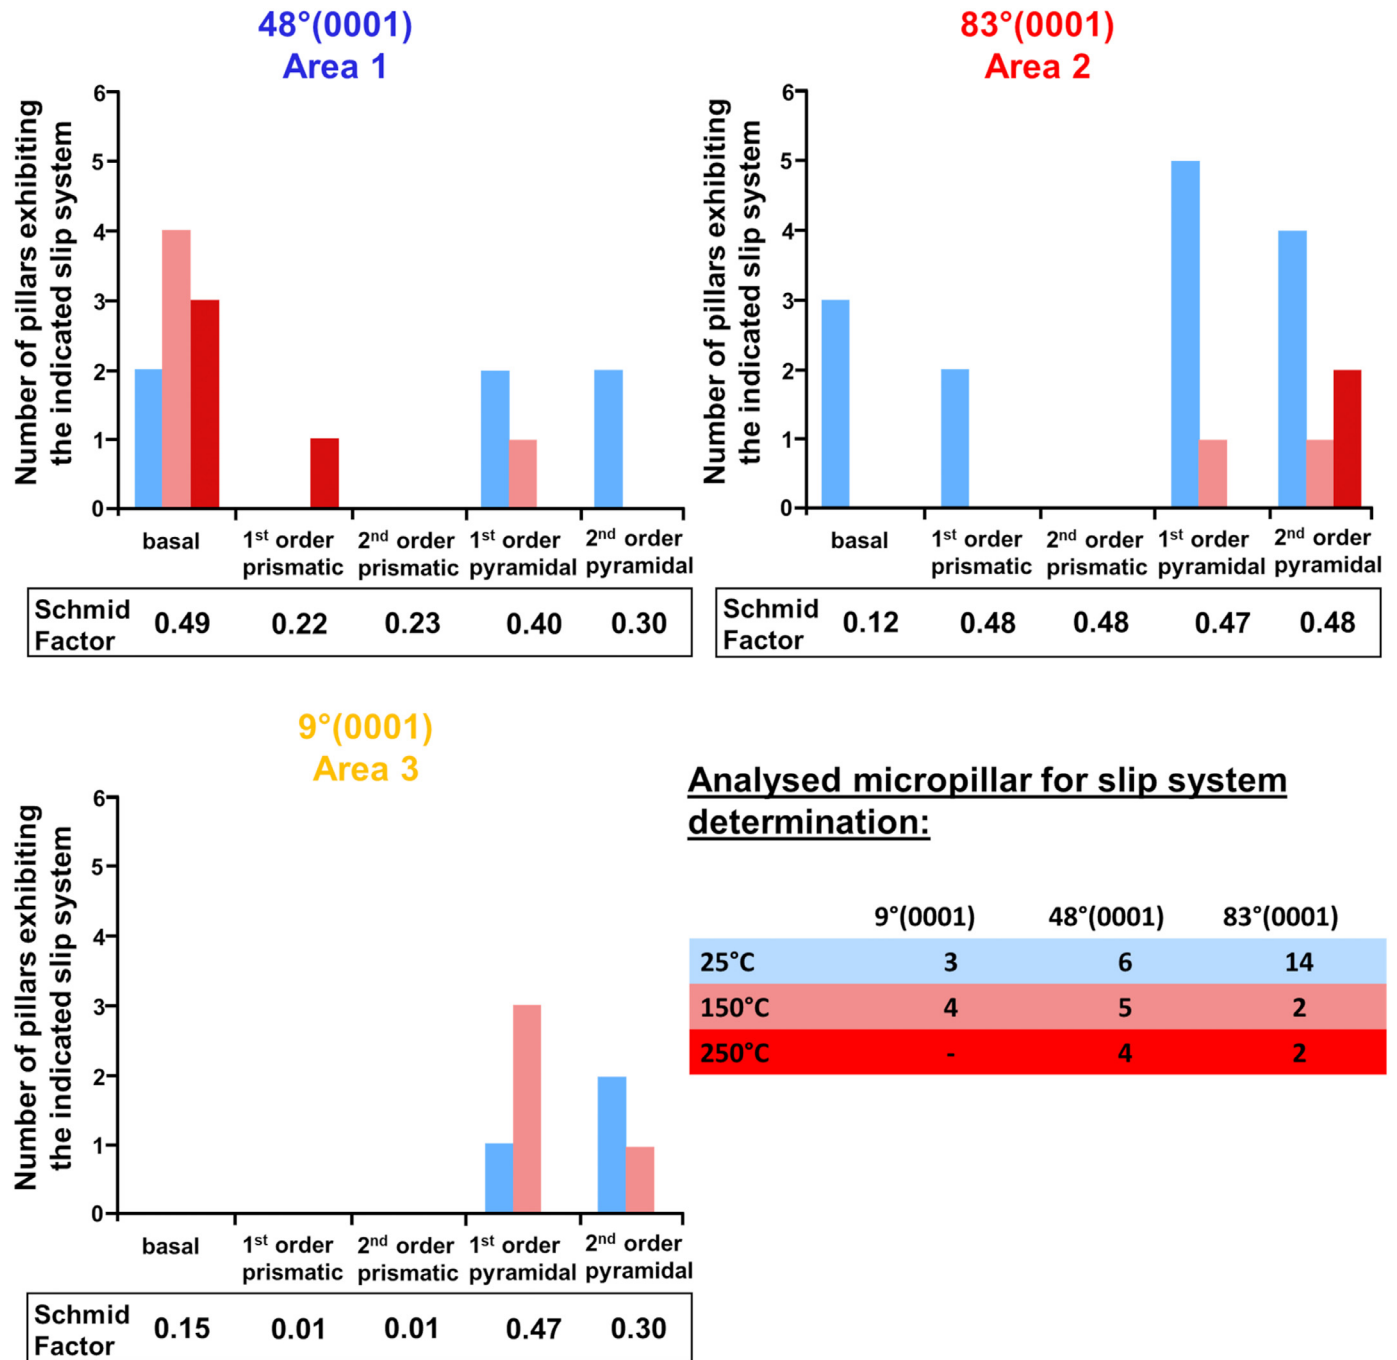 48°(0001)
Area 1
Number of pillars exhibiting
the indicated slip system
6
5
4
3
2
1
0
basal
1st order
prismatic
2nd order
prismatic
1st order
pyramidal
2nd order
pyramidal
Schmid
Factor
0.49 0.22 0.23 0.40 0.30
83°(0001)
Area 2
Number of pillars exhibiting
the indicated slip system
6
5
4
3
2
1
0
basal
1st order
prismatic
2nd order
prismatic
1st order
pyramidal
2nd order
pyramidal
Schmid
Factor
0.12 0.48 0.48 0.47 0.48
9°(0001)
Area 3
Number of pillars exhibiting
the indicated slip system
6
5
4
3
2
1
0
basal
1st order
prismatic
2nd order
prismatic
1st order
pyramidal
2nd order
pyramidal
Schmid
Factor
0.15 0.01 0.01 0.47 0.30
Analysed micropillar for slip system
determination:
9°(0001) 48°(0001) 83°(0001)
25°C 3 6 14
150°C 4 5 2
250°C - 4 2